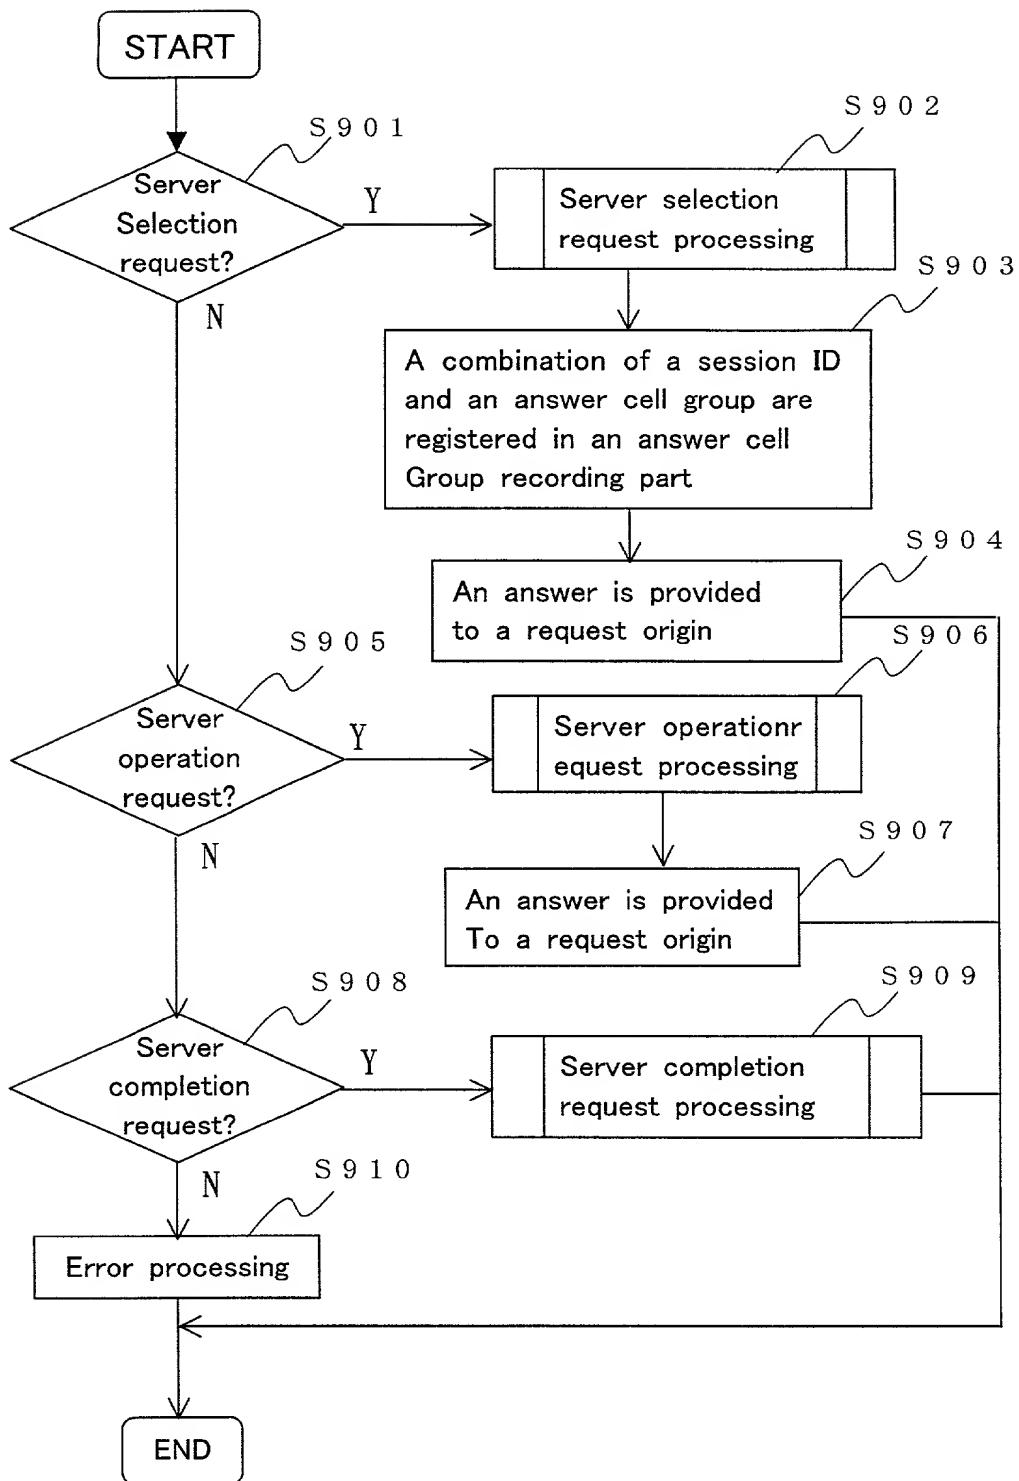 START
S901
Server
Selection
request?
Y
N
S902
Server selection
request processing
S903
A combination of a session ID
and an answer cell group are
registered in an answer cell
Group recording part
S904
An answer is provided
to a request origin
S905
Server
operation
request?
Y
N
S906
Server operationr
equest processing
S907
An answer is provided
To a request origin
S908
Server
completion
request?
Y
N
S909
Server completion
request processing
S910
Error processing
END